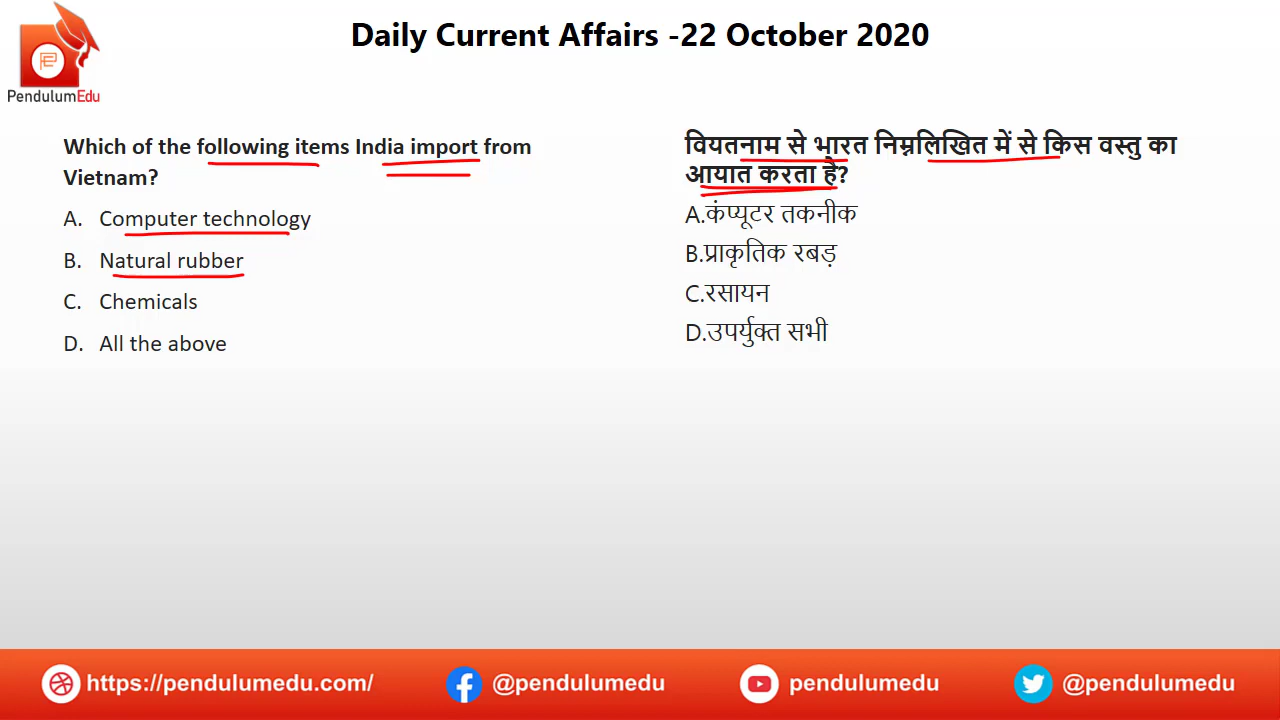 Daily Current Affairs -22 October 2020
PendulumEdu
Which of the following items India import from
Vietnam?
A. Computer technology
B. Natural rubber
C. Chemicals
D. All the above
वियतनाम से भारत निम्नलिखित में से किस वस्तु का
आयात करता है?
A.कंप्यूटर तकनीक
B.प्राकृतिक रबड़
C.रसायन
D.उपर्युक्त सभी
https://pendulumedu.com/ @pendulumedu pendulumedu @pendulumedu